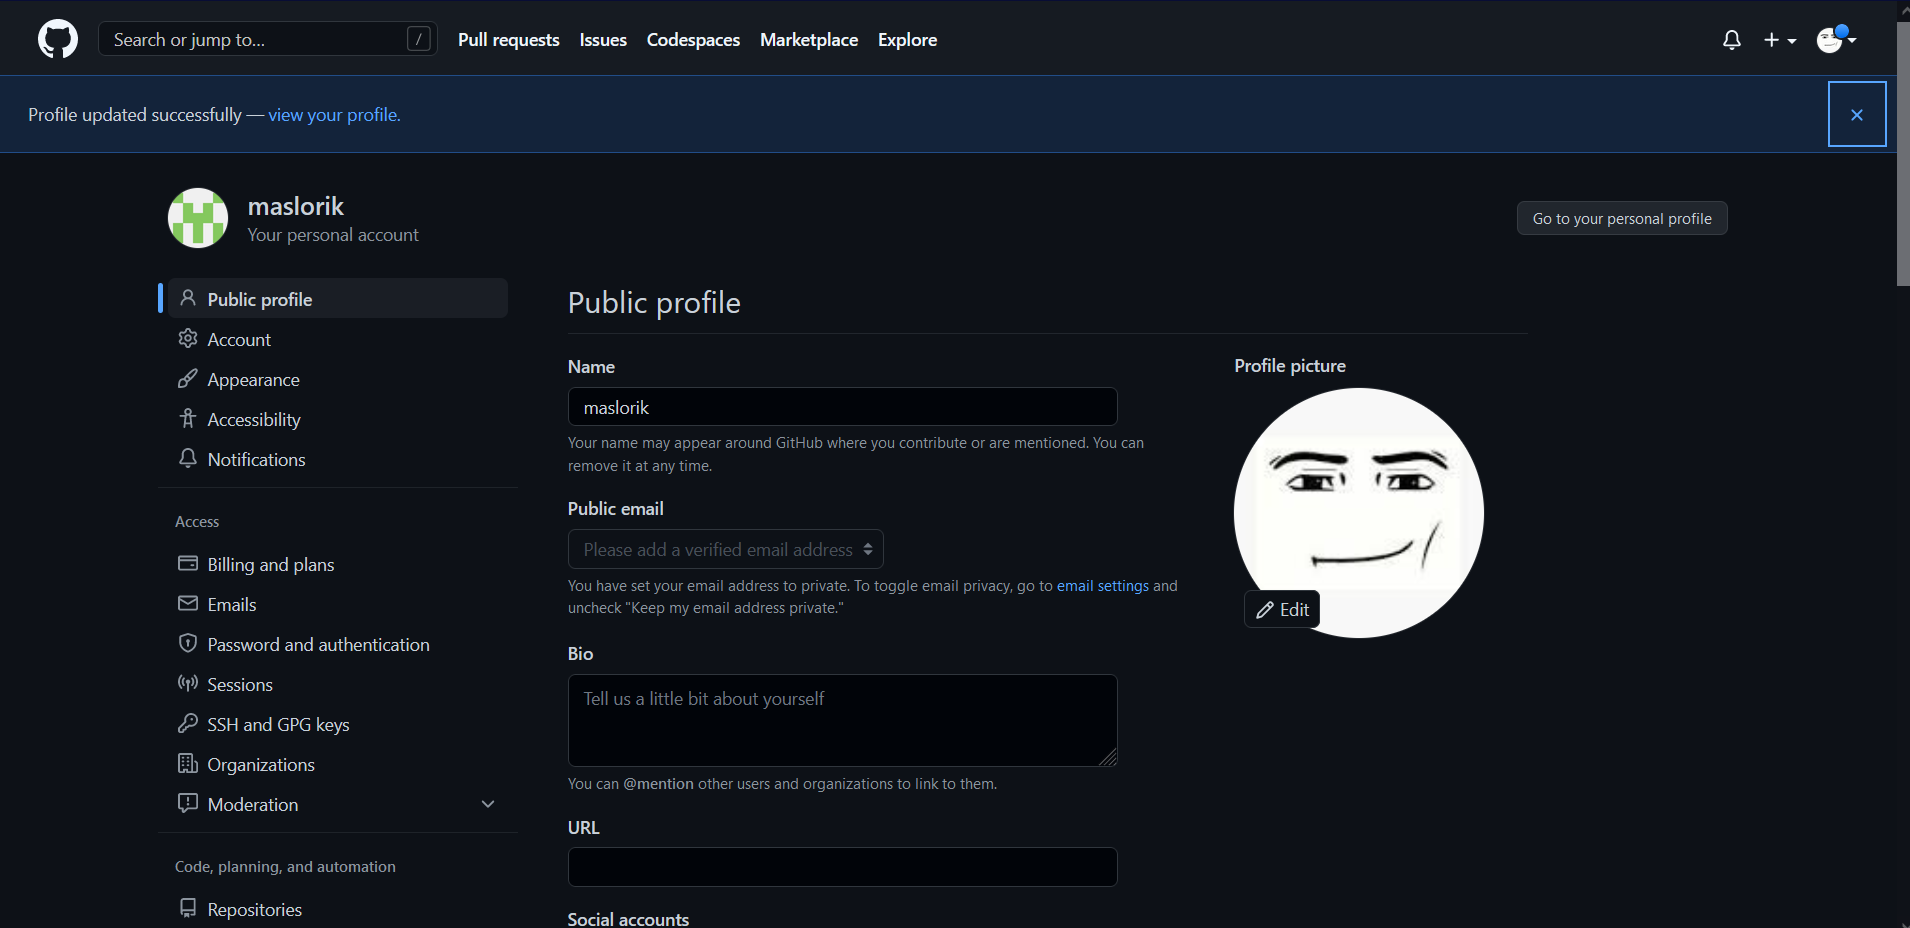 Search or jump to... /
Pull requests
Issues
Codespaces
Marketplace
Explore
Profile updated successfully — view your profile.
maslorik
Your personal account
Go to your personal profile
Public profile
Account
Appearance
Accessibility
Notifications
Access
Billing and plans
Emails
Password and authentication
Sessions
SSH and GPG keys
Organizations
Moderation
Code, planning, and automation
Repositories
Public profile
Name
maslorik
Your name may appear around GitHub where you contribute or are mentioned. You can
remove it at any time.
Public email
Please add a verified email address
You have set your email address to private. To toggle email privacy, go to email settings and
uncheck "Keep my email address private."
Bio
Tell us a little bit about yourself
You can @mention other users and organizations to link to them.
URL
Social accounts
Profile picture
Edit